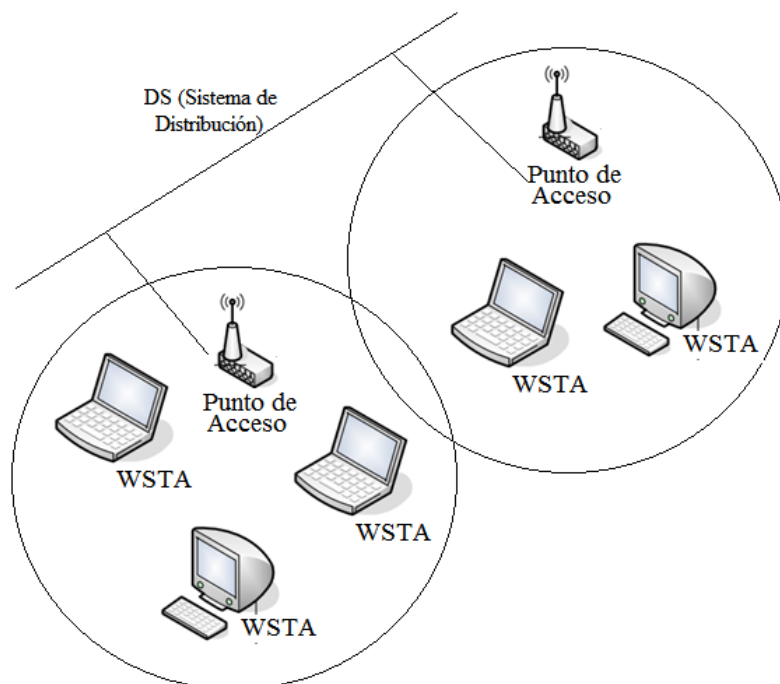 DS (Sistema de
Distribución)
Punto de
Acceso
WSTA
WSTA
Punto de
Acceso
WSTA
WSTA
WSTA